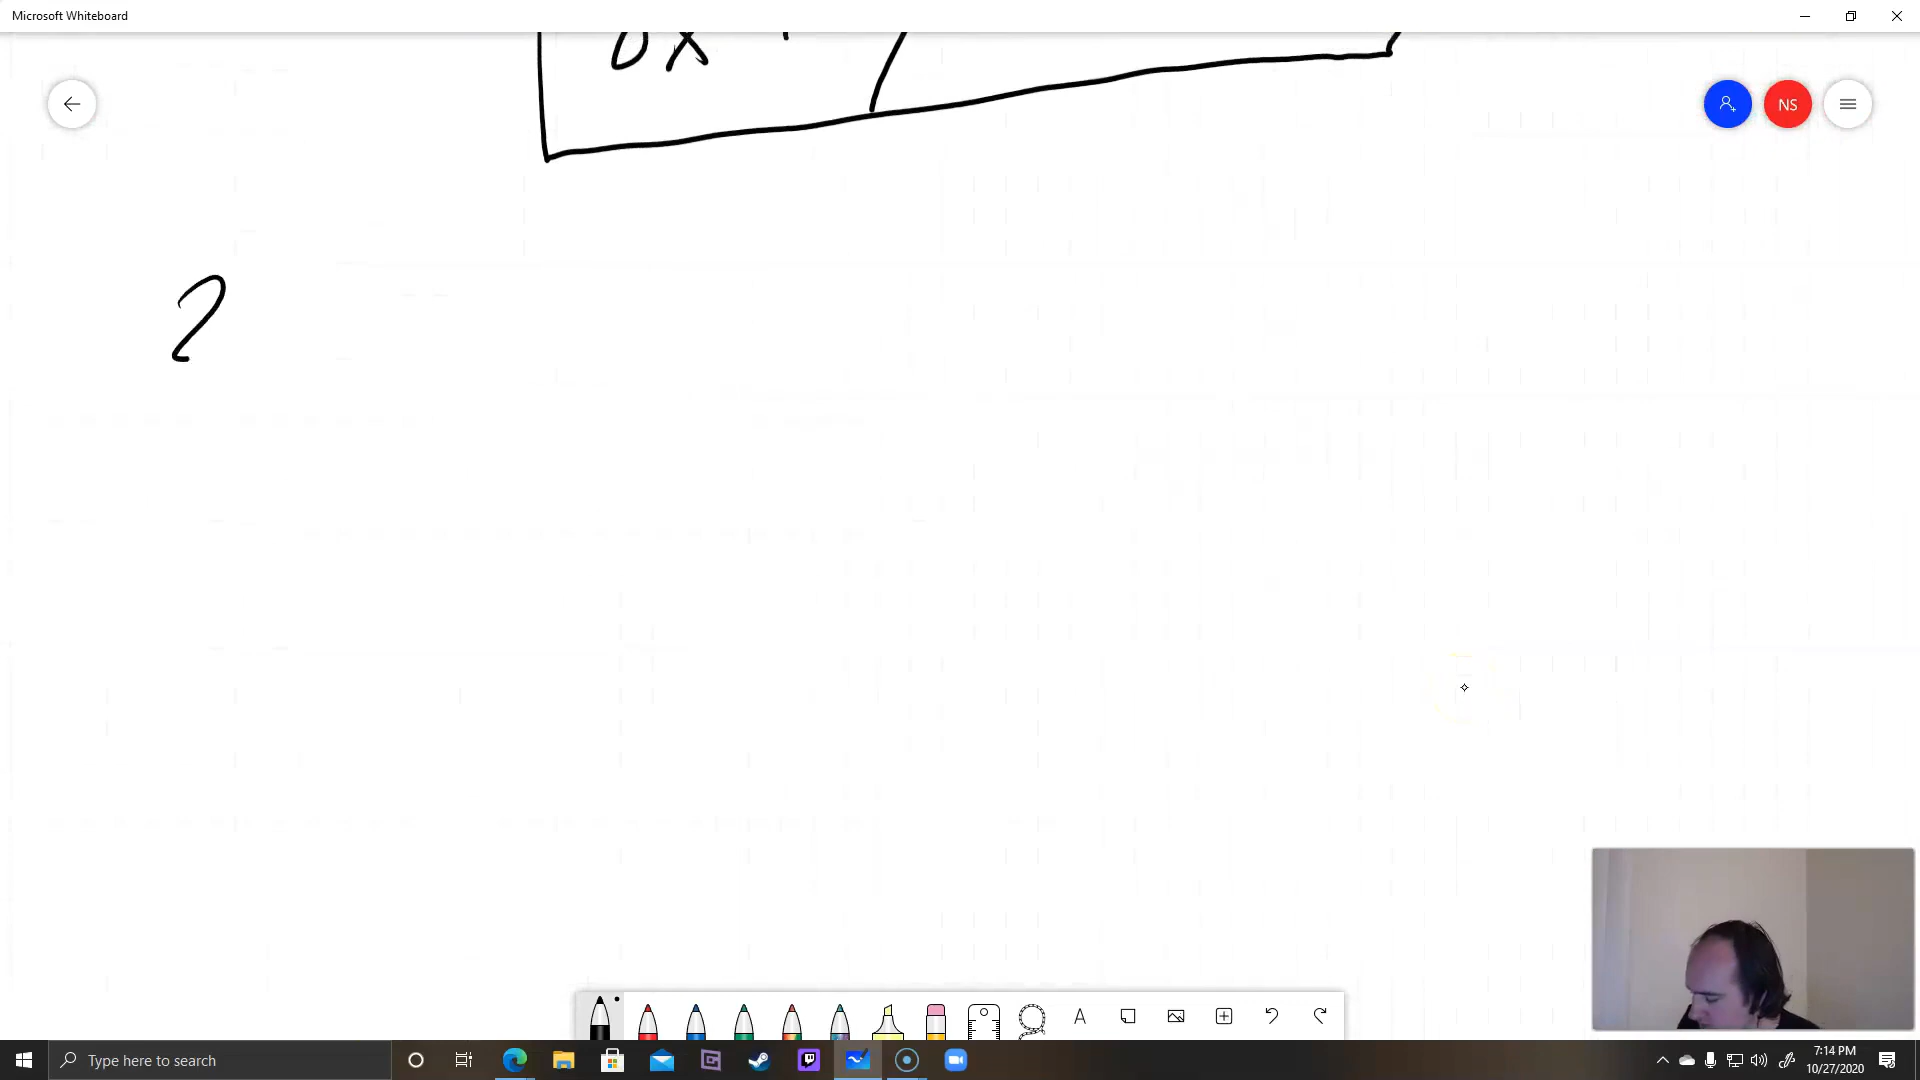 Microsoft Whiteboard
NS
2
A
Type here to search
7:14 PM
10/27/2020